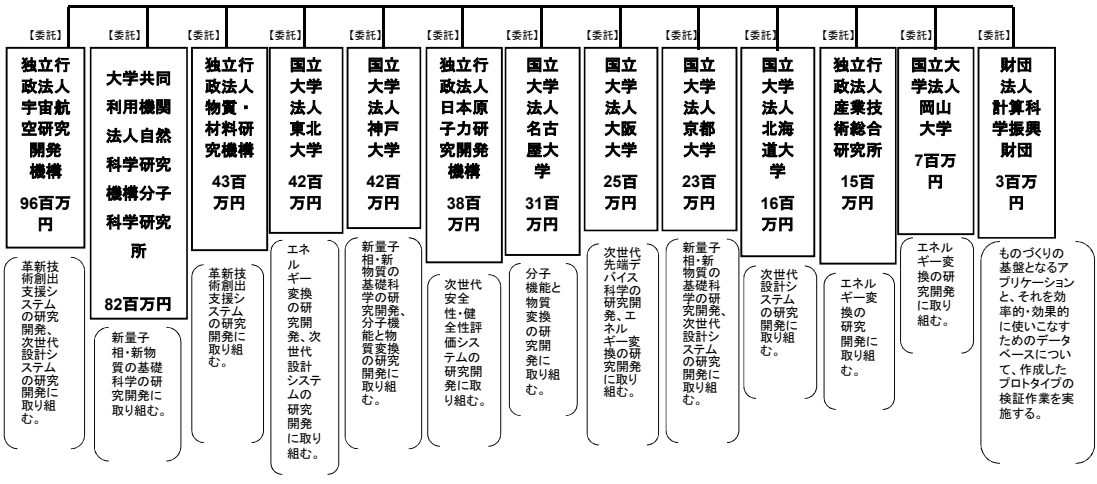 【委託】
独立行
政法人
宇宙航
空研究
開発
機構
96百万
円
革新技
術創出
支援シ
ステム
の研究
開発、次
世代
設計シ
ステム
の研究
開発に
取り組
む。
【委託】
大学共同
利用機関
法人自然
科学研究
機構分子
科学研究
所
82百万円
新量子
相・新物
質の基礎
科学の研
究開発に
取り組む。
【委託】
独立行
政法人
物質・
材料研
究機構
43百
万円
革新技
術創出
支援シ
ステム
の研究
開発に
取り組
む。
【委託】
国立
大学
法人
東北
大学
42百
万円
エネ
ル
ギー
変換
の研
究開
発、次
世代
設計
システ
ムの
研究
開発
に取り
組む。
【委託】
国立
大学
法人
神戸
大学
42百
万円
新量子
相・新
物質の
基礎科
学の研
究開発、
分子機
能と物
質変換
の研究
開発に
取り組
む。
【委託】
独立行
政法人
日本原
子力研
究開発
機構
38百
万円
次世代
安全
性・健
全性評
価シス
テムの
研究開
発に取
り組む。
【委託】
国立
大学
法人
名古
屋大
学
31百
万円
分子
機能と
物質
変換
の研
究開
発に
取り組
む。
【委託】
国立
大学
法人
大阪
大学
25百
万円
次世代
先端デ
バイス
科学の
研究開
発、エ
ネル
ギー変
換の研
究開発
に取り
組む。
【委託】
国立
大学
法人
京都
大学
23百
万円
新量子
相・新
物質の
基礎科
学の研
究開発、
次世代
設計シ
ステム
の研究
開発に
取り組
む。
【委託】
国立
大学
法人
北海
道大
学
16百
万円
次世代
設計シ
ステム
の研究
開発に
取り組
む。
【委託】
独立行
政法人
産業技
術総合
研究所
15百
万円
エネル
ギー変
換の
研究
開発に
取り組
む。
【委託】
国立大
学法人
岡山
大学
7百万
円
エネル
ギー変
換の研
究開発
に取り
組む。
【委託】
財団
法人
計算科
学振興
財団
3百万
円
ものづくりの
基盤となるア
プリケーション
と、それを効
率的・効果的
に使いこなす
ためのデータ
ベースについ
て、作成した
プロトタイプの
検証作業を実
施する。